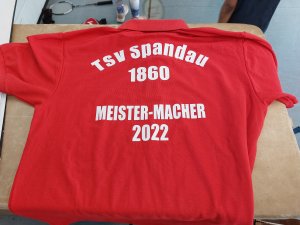 Tsv Spandau
1860
MEISTER-MACHER
2022